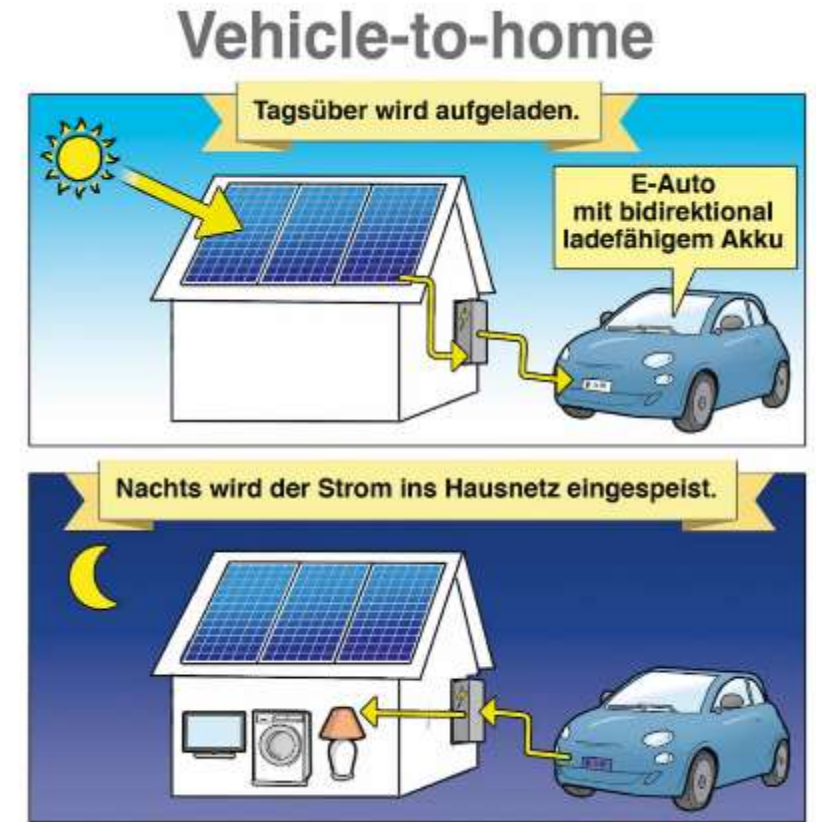 Vehicle-to-home
Tagsüber wird aufgeladen.
E-Auto
mit bidirektional
ladefähigem Akku
Nachts wird der Strom ins Hausnetz eingespeist.